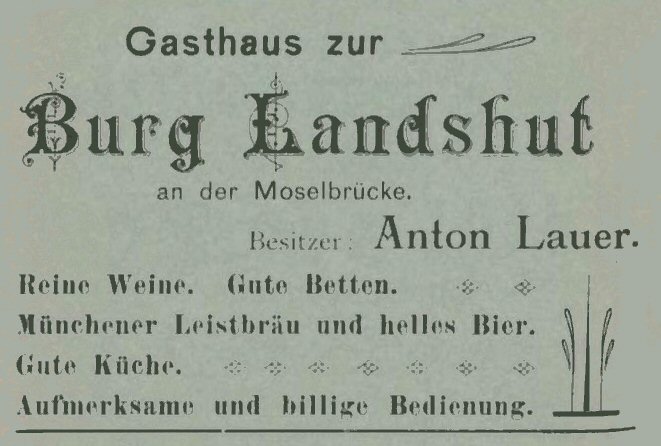 Gasthaus zur
Burg Landshut
an der Moselbrücke.
Besitzer: Anton Lauer.
Reine Weine. Gute Betten.
Münchener Leistbräu und helles Bier.
Gute Küche.
Aufmerksame und billige Bedienung.